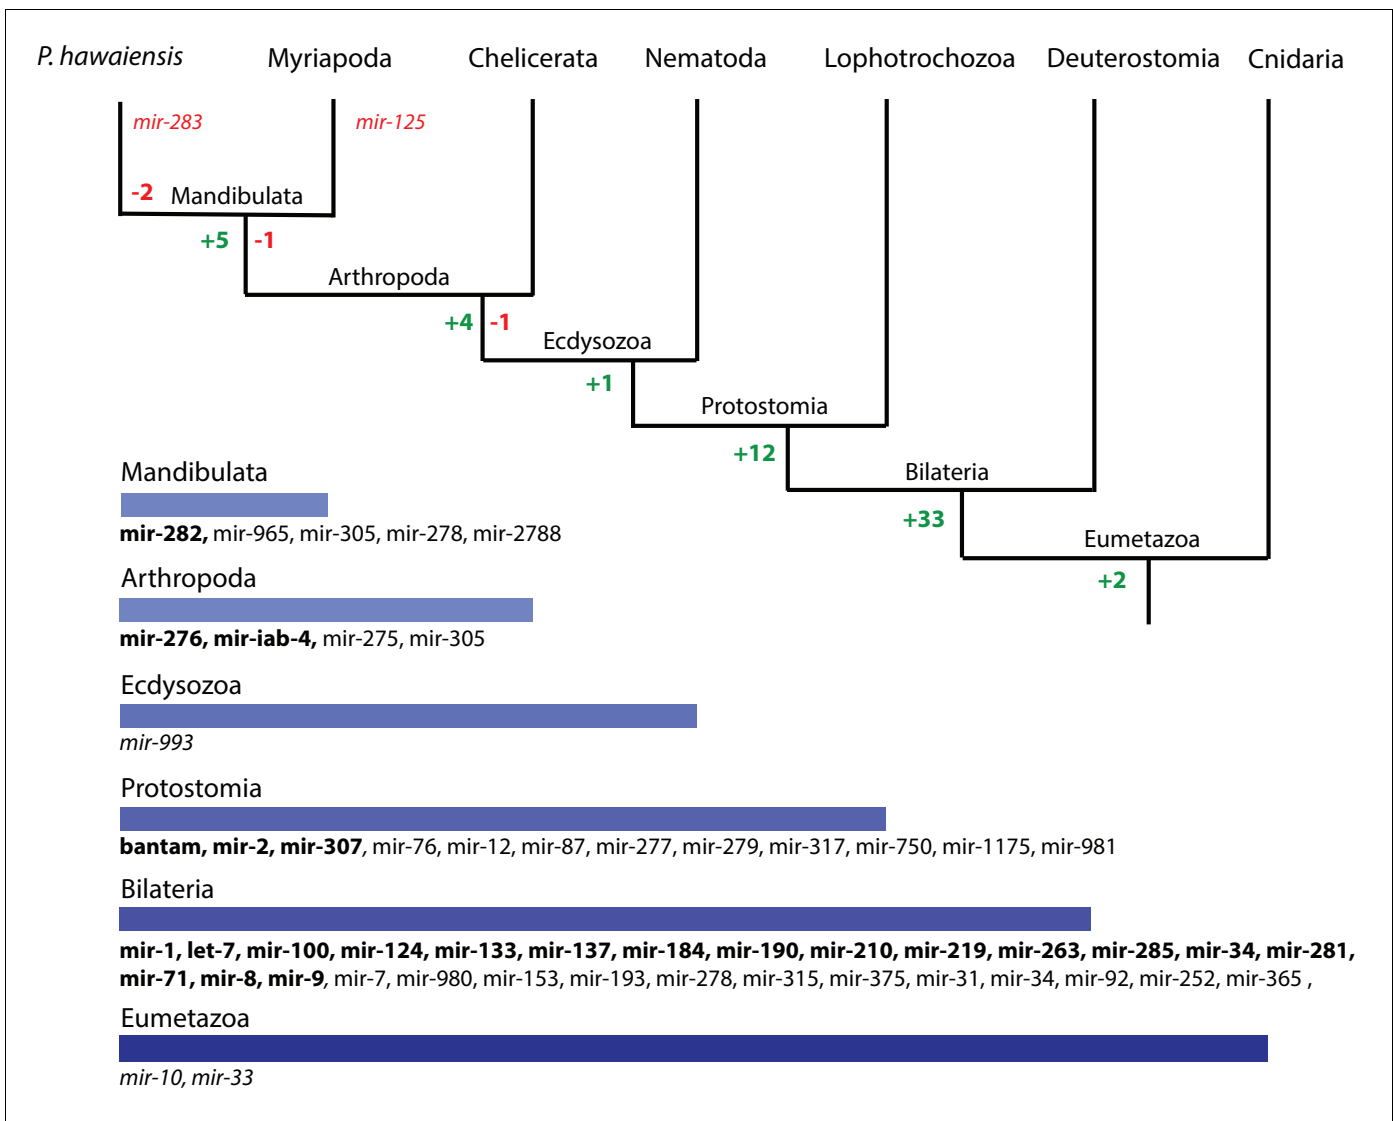 P. hawaiensis Myriapoda Chelicerata Nematoda Lophotrochozoa Deuterostomia Cnidaria
mir-283 mir-125
-2 Mandibulata
+5 -1
Arthropoda
+4 -1
Ecdysozoa
+1
Protostomia
+12
Bilateria
+33
Eumetazoa
+2
Mandibulata
mir-282, mir-965, mir-305, mir-278, mir-2788
Arthropoda
mir-276, mir-iab-4, mir-275, mir-305
Ecdysozoa
mir-993
Protostomia
bantam, mir-2, mir-307, mir-76, mir-12, mir-87, mir-277, mir-279, mir-317, mir-750, mir-1175, mir-981
Bilateria
mir-1, let-7, mir-100, mir-124, mir-133, mir-137, mir-184, mir-190, mir-210, mir-219, mir-263, mir-285, mir-34, mir-281,
mir-71, mir-8, mir-9, mir-7, mir-980, mir-153, mir-193, mir-278, mir-315, mir-375, mir-31, mir-34, mir-92, mir-252, mir-365 ,
Eumetazoa
mir-10, mir-33